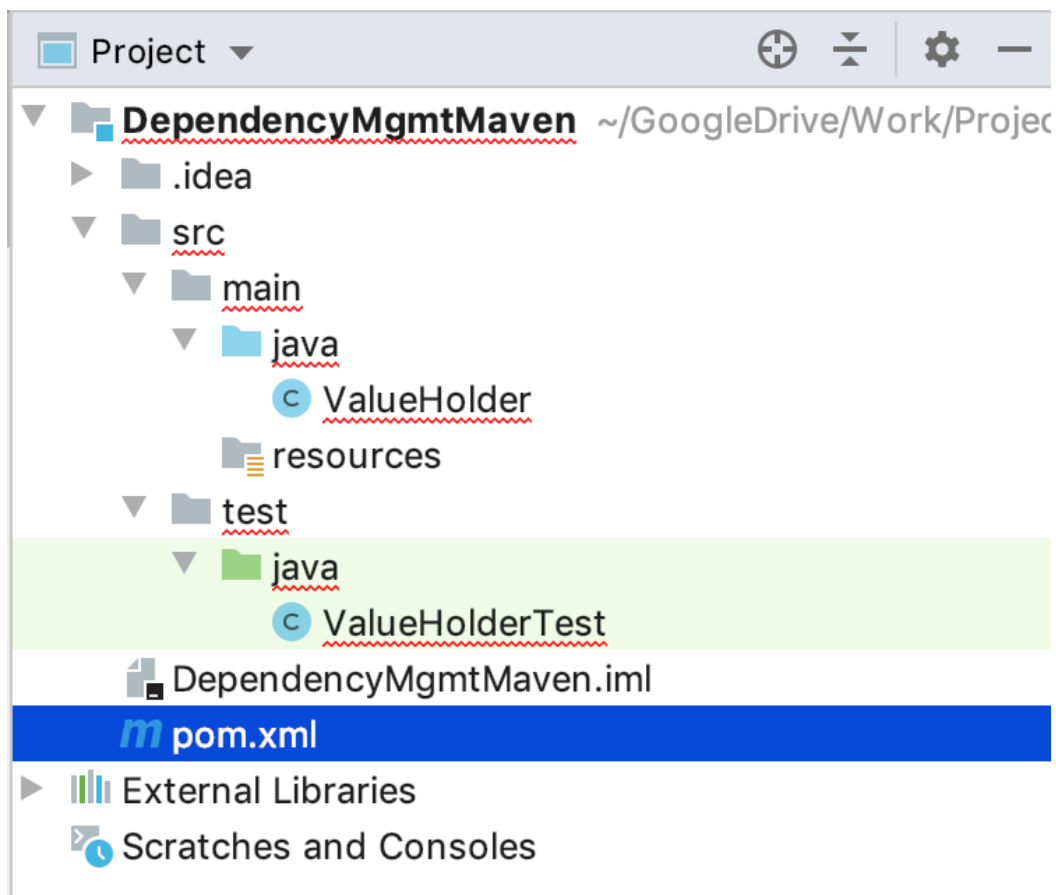 Project
DependencyMgmtMaven ~/GoogleDrive/Work/Projec
.idea
src
main
java
C ValueHolder
resources
test
java
C ValueHolderTest
DependencyMgmtMaven.iml
m pom.xml
External Libraries
Scratches and Consoles